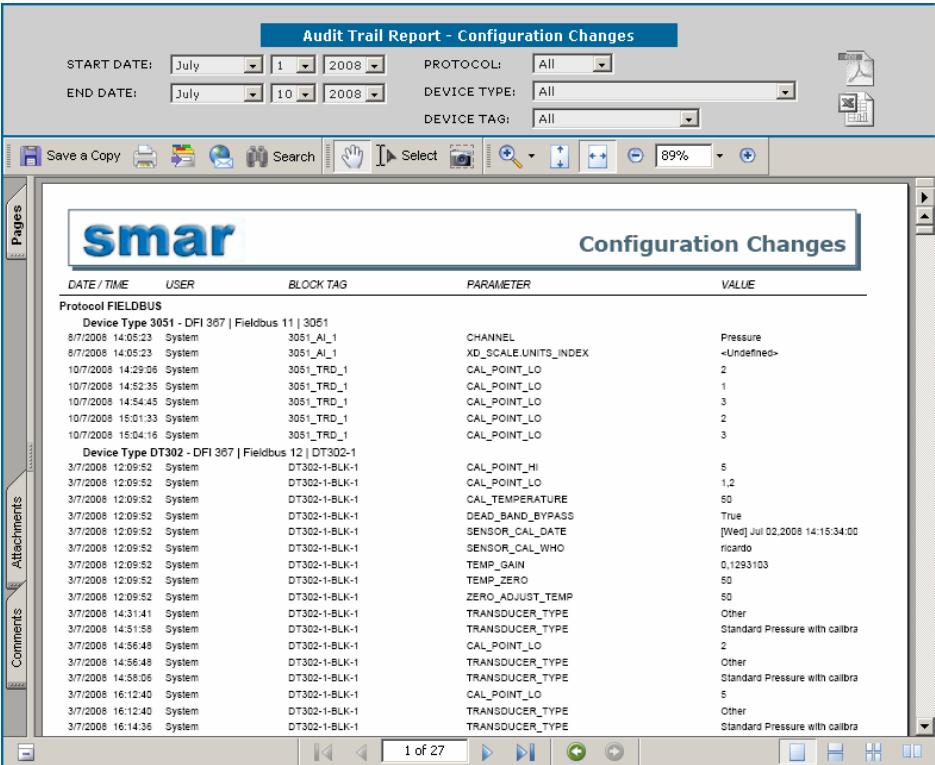 Audit Trail Report - Configuration Changes
START DATE: July 1 2008 PROTOCOL: All
END DATE: July 10 2008 DEVICE TYPE: All
DEVICE TAG: All
Save a Copy Search Select 89%
Pages
Attachments
Comments
smar Configuration Changes
DATE / TIME USER BLOCK TAG PARAMETER VALUE
Protocol FIELDBUS
Device Type 3051 - DFI 367 | Fieldbus 11 | 3051
8/7/2008 14:05:23 System 3051_AI_1 CHANNEL Pressure
8/7/2008 14:05:23 System 3051_AI_1 XD_SCALE.UNITS_INDEX <Undefined>
10/7/2008 14:29:06 System 3051_TRD_1 CAL_POINT_LO 2
10/7/2008 14:52:35 System 3051_TRD_1 CAL_POINT_LO 1
10/7/2008 14:54:45 System 3051_TRD_1 CAL_POINT_LO 3
10/7/2008 15:01:33 System 3051_TRD_1 CAL_POINT_LO 2
10/7/2008 15:04:16 System 3051_TRD_1 CAL_POINT_LO 3
Device Type DT302 - DFI 367 | Fieldbus 12 | DT302-1
3/7/2008 12:09:52 System DT302-1-BLK-1 CAL_POINT_HI 5
3/7/2008 12:09:52 System DT302-1-BLK-1 CAL_POINT_LO 1,2
3/7/2008 12:09:52 System DT302-1-BLK-1 CAL_TEMPERATURE 50
3/7/2008 12:09:52 System DT302-1-BLK-1 DEAD_BAND_BYPASS True
3/7/2008 12:09:52 System DT302-1-BLK-1 SENSOR_CAL_DATE [Wed] Jul 02,2008 14:15:34:00
3/7/2008 12:09:52 System DT302-1-BLK-1 SENSOR_CAL_WHO ricardo
3/7/2008 12:09:52 System DT302-1-BLK-1 TEMP_GAIN 0,1293103
3/7/2008 12:09:52 System DT302-1-BLK-1 TEMP_ZERO 50
3/7/2008 12:09:52 System DT302-1-BLK-1 ZERO_ADJUST_TEMP 50
3/7/2008 14:31:41 System DT302-1-BLK-1 TRANSDUCER_TYPE Other
3/7/2008 14:51:58 System DT302-1-BLK-1 TRANSDUCER_TYPE Standard Pressure with calibra
3/7/2008 14:56:48 System DT302-1-BLK-1 CAL_POINT_LO 2
3/7/2008 14:56:48 System DT302-1-BLK-1 TRANSDUCER_TYPE Other
3/7/2008 14:58:06 System DT302-1-BLK-1 TRANSDUCER_TYPE Standard Pressure with calibra
3/7/2008 16:12:40 System DT302-1-BLK-1 CAL_POINT_LO 5
3/7/2008 16:12:40 System DT302-1-BLK-1 TRANSDUCER_TYPE Other
3/7/2008 16:14:36 System DT302-1-BLK-1 TRANSDUCER_TYPE Standard Pressure with calibra
1 of 27